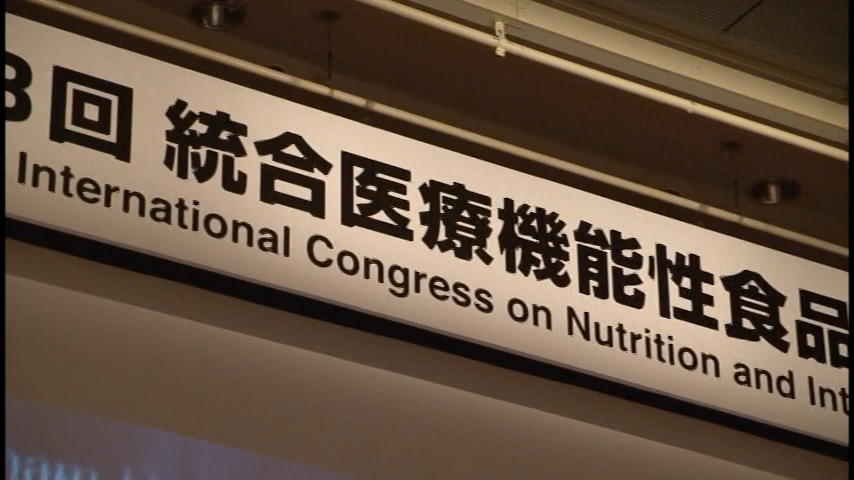 8回 統合医療機能性食品
International Congress on Nutrition and Int